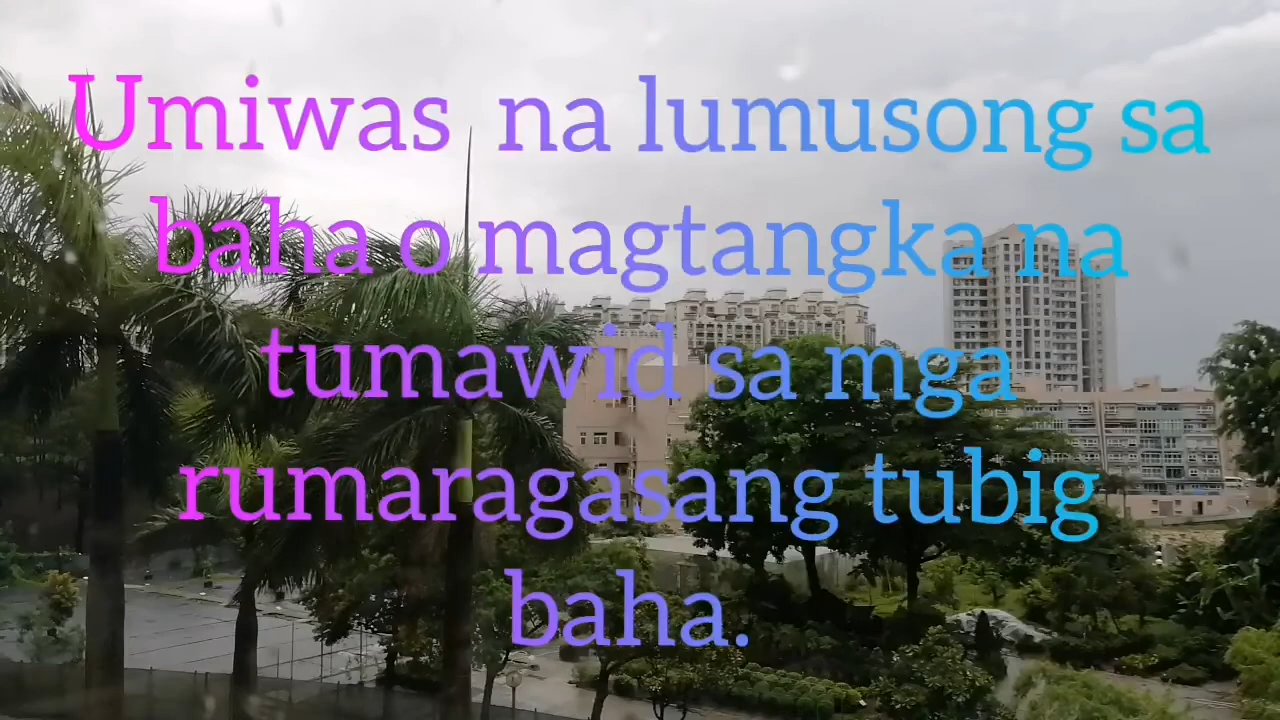 Umiwas na lumusong sa
baha o magtangka na
tumawid sa mga
rumaragasang tubig
baha.